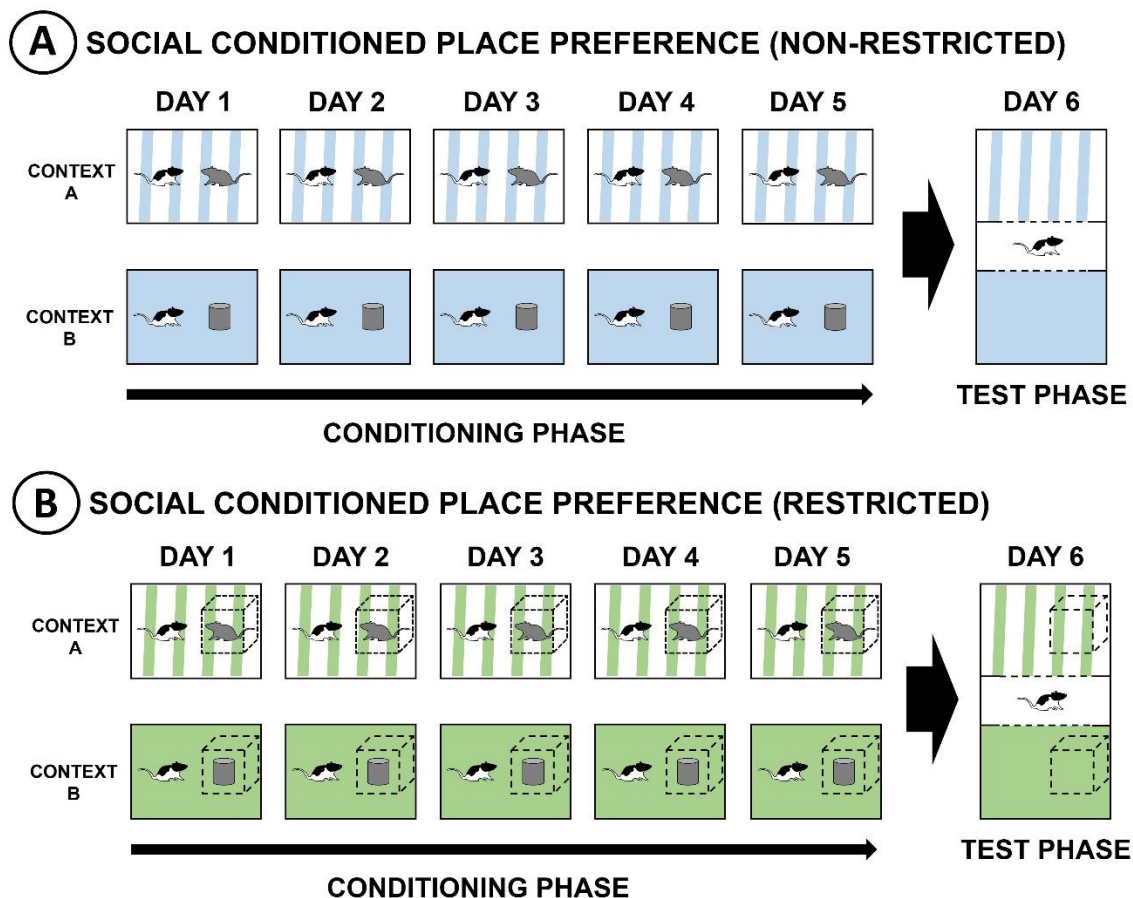 A SOCIAL CONDITIONED PLACE PREFERENCE (NON-RESTRICTED)
DAY 1 DAY 2 DAY 3 DAY 4 DAY 5 DAY 6
CONTEXT
A
CONTEXT
B
TEST PHASE
CONDITIONING PHASE
B SOCIAL CONDITIONED PLACE PREFERENCE (RESTRICTED)
DAY 1 DAY 2 DAY 3 DAY 4 DAY 5 DAY 6
CONTEXT
A
CONTEXT
B
TEST PHASE
CONDITIONING PHASE